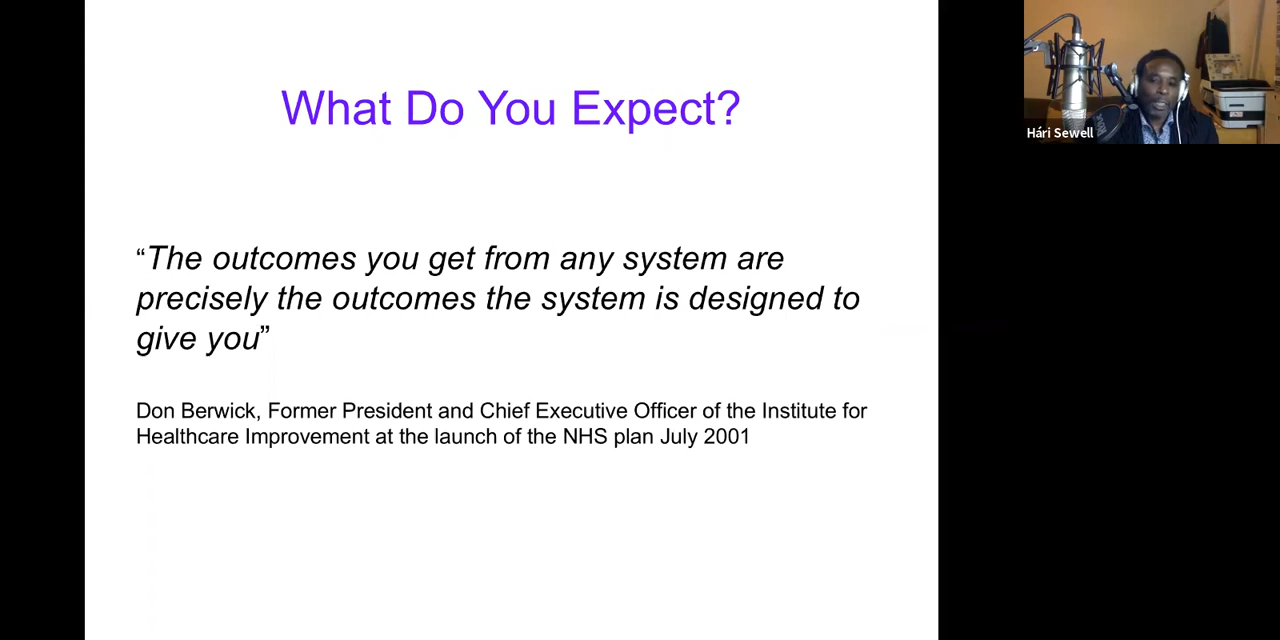 What Do You Expect?
“The outcomes you get from any system are
precisely the outcomes the system is designed to
give you”
Don Berwick, Former President and Chief Executive Officer of the Institute for
Healthcare Improvement at the launch of the NHS plan July 2001
Hári Sewell